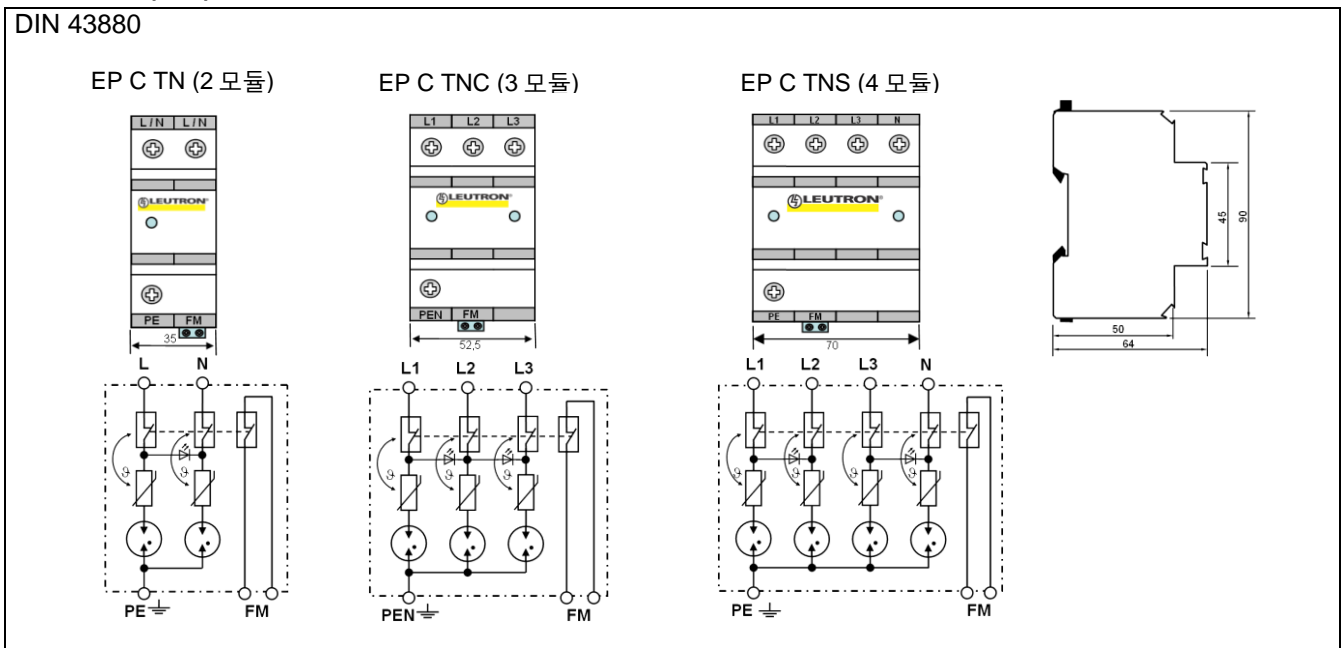 DIN 43880
EP C TN (2 모듈)
EP C TNC (3 모듈)
EP C TNS (4 모듈)
L / N L / N
LEUTRON®
PE FM
35
L1 L2 L3
LEUTRON®
PEN FM
52,5
L1 L2 L3 N
LEUTRON®
PE FM
70
45
90
50
64
L N
ϑ ϑ
PE FM
L1 L2 L3
ϑ ϑ
PEN FM
L1 L2 L3 N
ϑ ϑ ϑ
PE FM